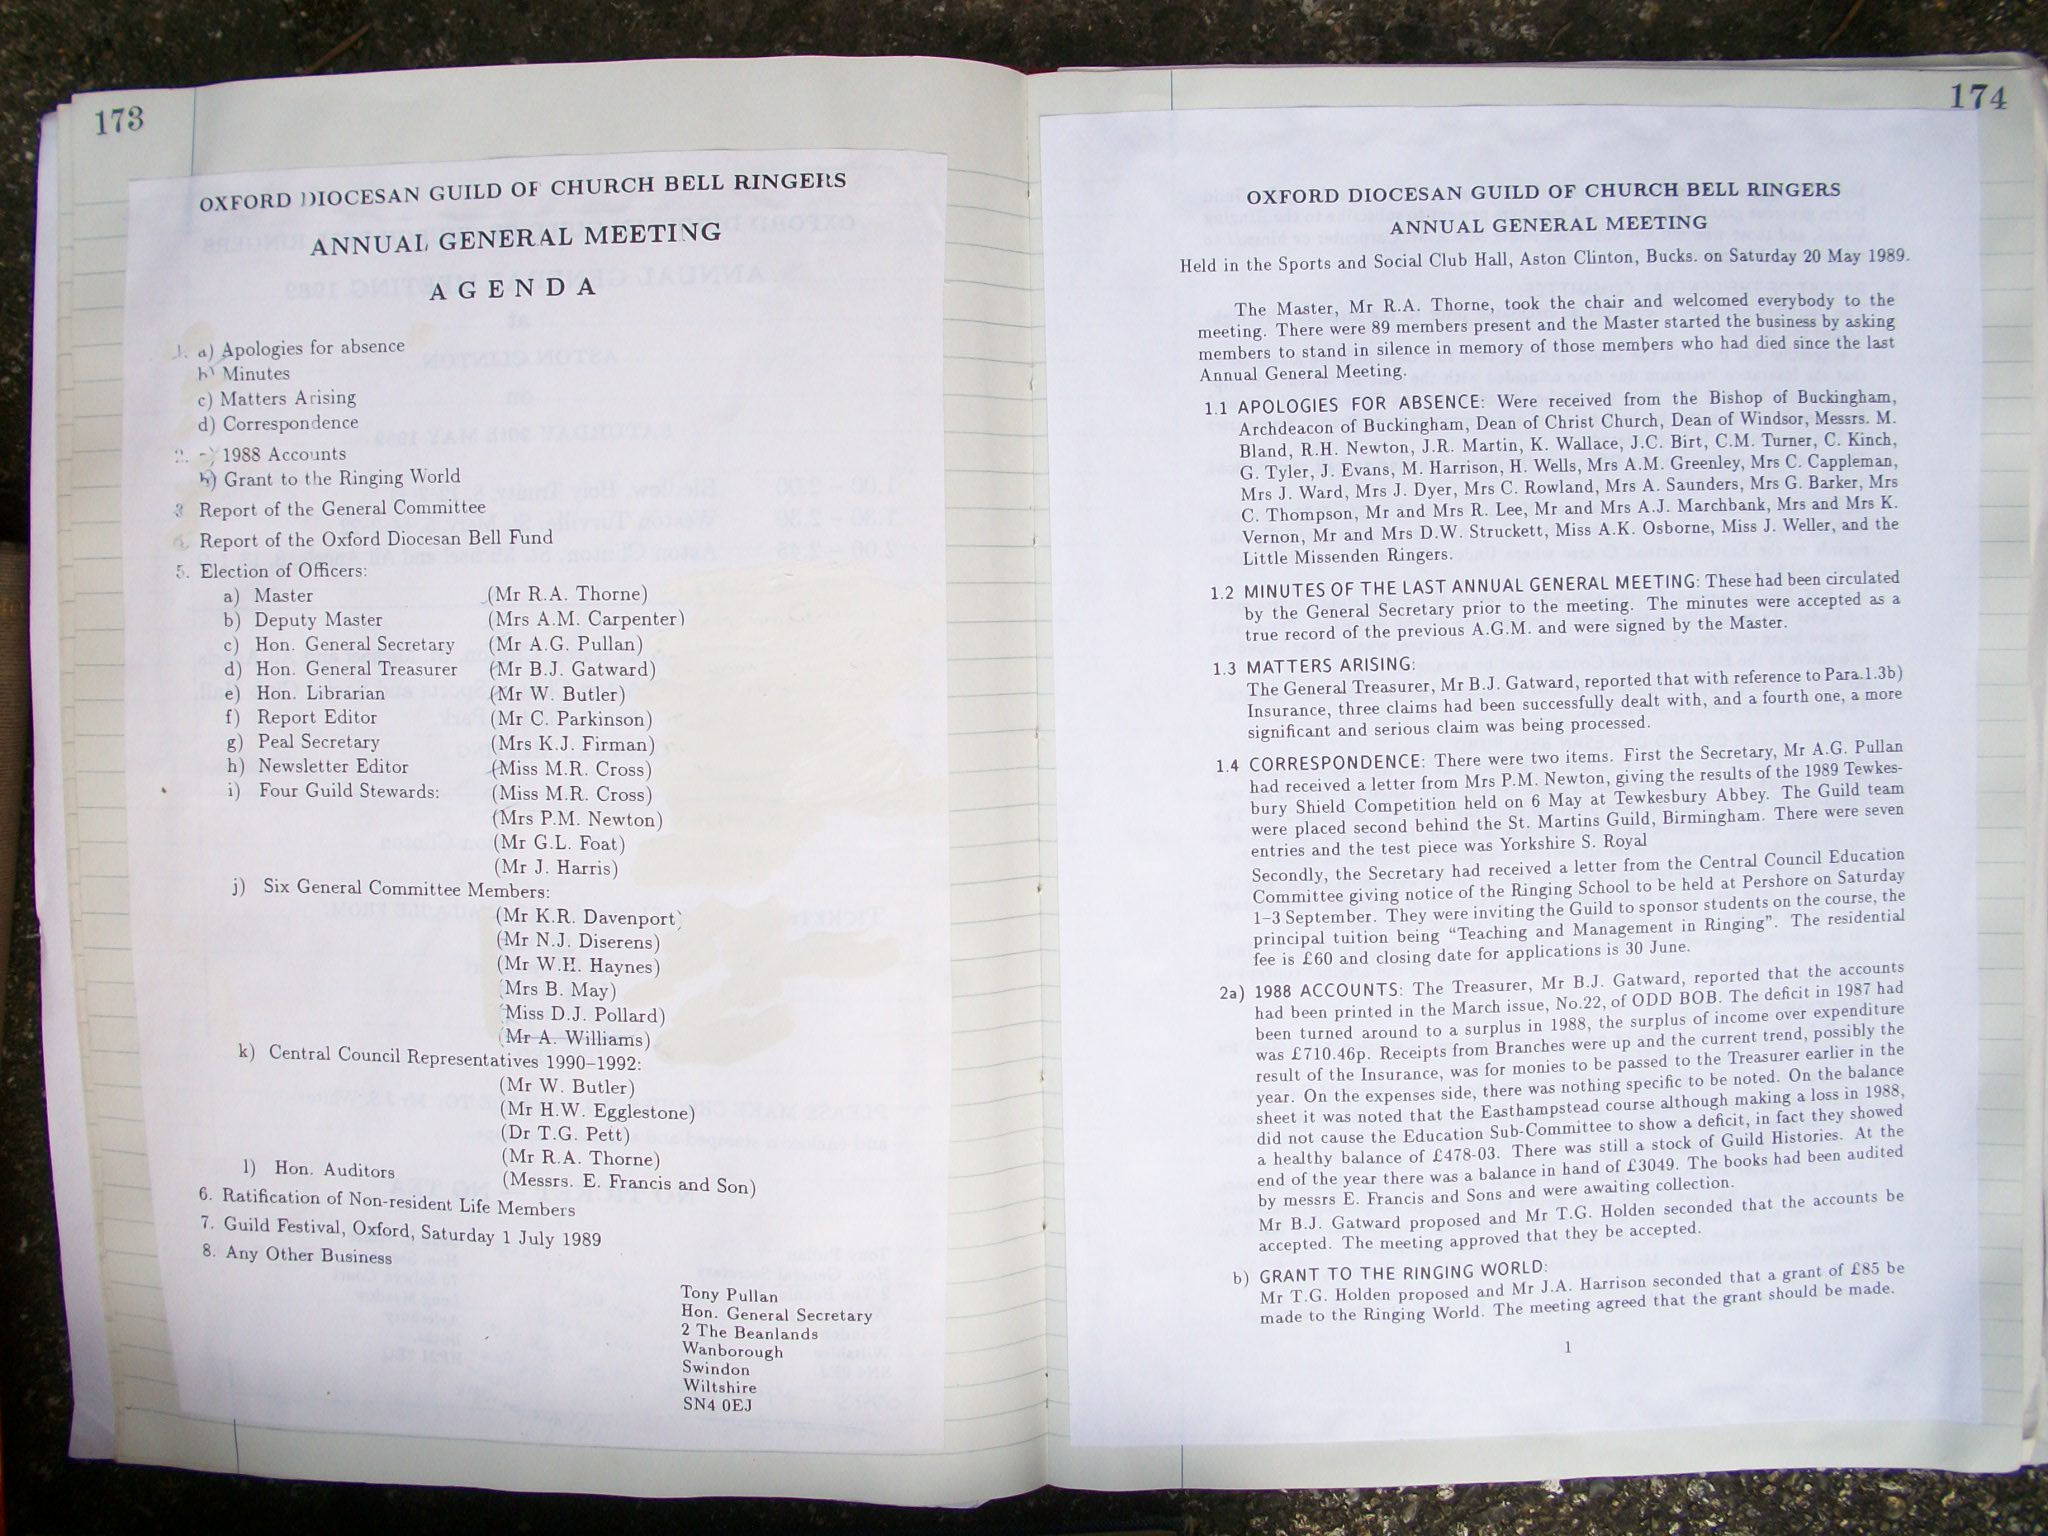 173
OXFORD DIOCESAN GUILD OF CHURCH BELL RINGERS
ANNUAL GENERAL MEETING
AGENDA
1. a) Apologies for absence
b) Minutes
c) Matters Arising
d) Correspondence
2. a) 1988 Accounts
b) Grant to the Ringing World
3 Report of the General Committee
4. Report of the Oxford Diocesan Bell Fund
5. Election of Officers:
a) Master (Mr R.A. Thorne)
b) Deputy Master (Mrs A.M. Carpenter)
c) Hon. General Secretary (Mr A.G. Pullan)
d) Hon. General Treasurer (Mr B.J. Gatward)
e) Hon. Librarian (Mr W. Butler)
f) Report Editor (Mr C. Parkinson)
g) Peal Secretary (Mrs K.J. Firman)
h) Newsletter Editor (Miss M.R. Cross)
i) Four Guild Stewards: (Miss M.R. Cross)
(Mrs P.M. Newton)
(Mr G.L. Foat)
(Mr J. Harris)
j) Six General Committee Members:
(Mr K.R. Davenport)
(Mr N.J. Diserens)
(Mr W.H. Haynes)
(Mrs B. May)
(Miss D.J. Pollard)
(Mr A. Williams)
k) Central Council Representatives 1990–1992:
(Mr W. Butler)
(Mr H.W. Egglestone)
(Dr T.G. Pett)
(Mr R.A. Thorne)
l) Hon. Auditors (Messrs. E. Francis and Son)
6. Ratification of Non-resident Life Members
7. Guild Festival, Oxford, Saturday 1 July 1989
8. Any Other Business
Tony Pullan
Hon. General Secretary
2 The Beanlands
Wanborough
Swindon
Wiltshire
SN4 0EJ
174
OXFORD DIOCESAN GUILD OF CHURCH BELL RINGERS
ANNUAL GENERAL MEETING
Held in the Sports and Social Club Hall, Aston Clinton, Bucks. on Saturday 20 May 1989.
The Master, Mr R.A. Thorne, took the chair and welcomed everybody to the
meeting. There were 89 members present and the Master started the business by asking
members to stand in silence in memory of those members who had died since the last
Annual General Meeting.
1.1 APOLOGIES FOR ABSENCE: Were received from the Bishop of Buckingham,
Archdeacon of Buckingham, Dean of Christ Church, Dean of Windsor, Messrs. M.
Bland, R.H. Newton, J.R. Martin, K. Wallace, J.C. Birt, C.M. Turner, C. Kinch,
G. Tyler, J. Evans, M. Harrison, H. Wells, Mrs A.M. Greenley, Mrs C. Cappleman,
Mrs J. Ward, Mrs J. Dyer, Mrs C. Rowland, Mrs A. Saunders, Mrs G. Barker, Mrs
C. Thompson, Mr and Mrs R. Lee, Mr and Mrs A.J. Marchbank, Mrs and Mrs K.
Vernon, Mr and Mrs D.W. Struckett, Miss A.K. Osborne, Miss J. Weller, and the
Little Missenden Ringers.
1.2 MINUTES OF THE LAST ANNUAL GENERAL MEETING: These had been circulated
by the General Secretary prior to the meeting. The minutes were accepted as a
true record of the previous A.G.M. and were signed by the Master.
1.3 MATTERS ARISING:
The General Treasurer, Mr B.J. Gatward, reported that with reference to Para.1.3b)
Insurance, three claims had been successfully dealt with, and a fourth one, a more
significant and serious claim was being processed.
1.4 CORRESPONDENCE: There were two items. First the Secretary, Mr A.G. Pullan
had received a letter from Mrs P.M. Newton, giving the results of the 1989 Tewkes-
bury Shield Competition held on 6 May at Tewkesbury Abbey. The Guild team
were placed second behind the St. Martins Guild, Birmingham. There were seven
entries and the test piece was Yorkshire S. Royal
Secondly, the Secretary had received a letter from the Central Council Education
Committee giving notice of the Ringing School to be held at Pershore on Saturday
1–3 September. They were inviting the Guild to sponsor students on the course, the
principal tuition being “Teaching and Management in Ringing”. The residential
fee is £60 and closing date for applications is 30 June.
2a) 1988 ACCOUNTS: The Treasurer, Mr B.J. Gatward, reported that the accounts
had been printed in the March issue, No.22, of ODD BOB. The deficit in 1987 had
been turned around to a surplus in 1988, the surplus of income over expenditure
was £710.46p. Receipts from Branches were up and the current trend, possibly the
result of the Insurance, was for monies to be passed to the Treasurer earlier in the
year. On the expenses side, there was nothing specific to be noted. On the balance
sheet it was noted that the Easthampstead course although making a loss in 1988,
did not cause the Education Sub-Committee to show a deficit, in fact they showed
a healthy balance of £478-03. There was still a stock of Guild Histories. At the
end of the year there was a balance in hand of £3049. The books had been audited
by messrs E. Francis and Sons and were awaiting collection.
Mr B.J. Gatward proposed and Mr T.G. Holden seconded that the accounts be
accepted. The meeting approved that they be accepted.
b) GRANT TO THE RINGING WORLD:
Mr T.G. Holden proposed and Mr J.A. Harrison seconded that a grant of £85 be
made to the Ringing World. The meeting agreed that the grant should be made.
1